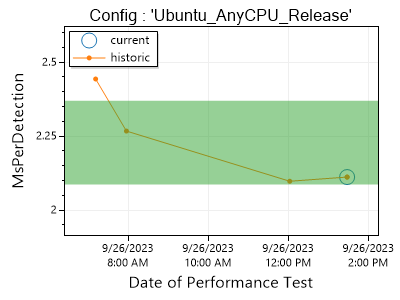 Config : 'Ubuntu_AnyCPU_Release'
current
historic
MsPerDetection
2.5
2.25
2
9/26/2023 9/26/2023 9/26/2023 9/26/2023
8:00 AM 10:00 AM 12:00 PM 2:00 PM
Date of Performance Test